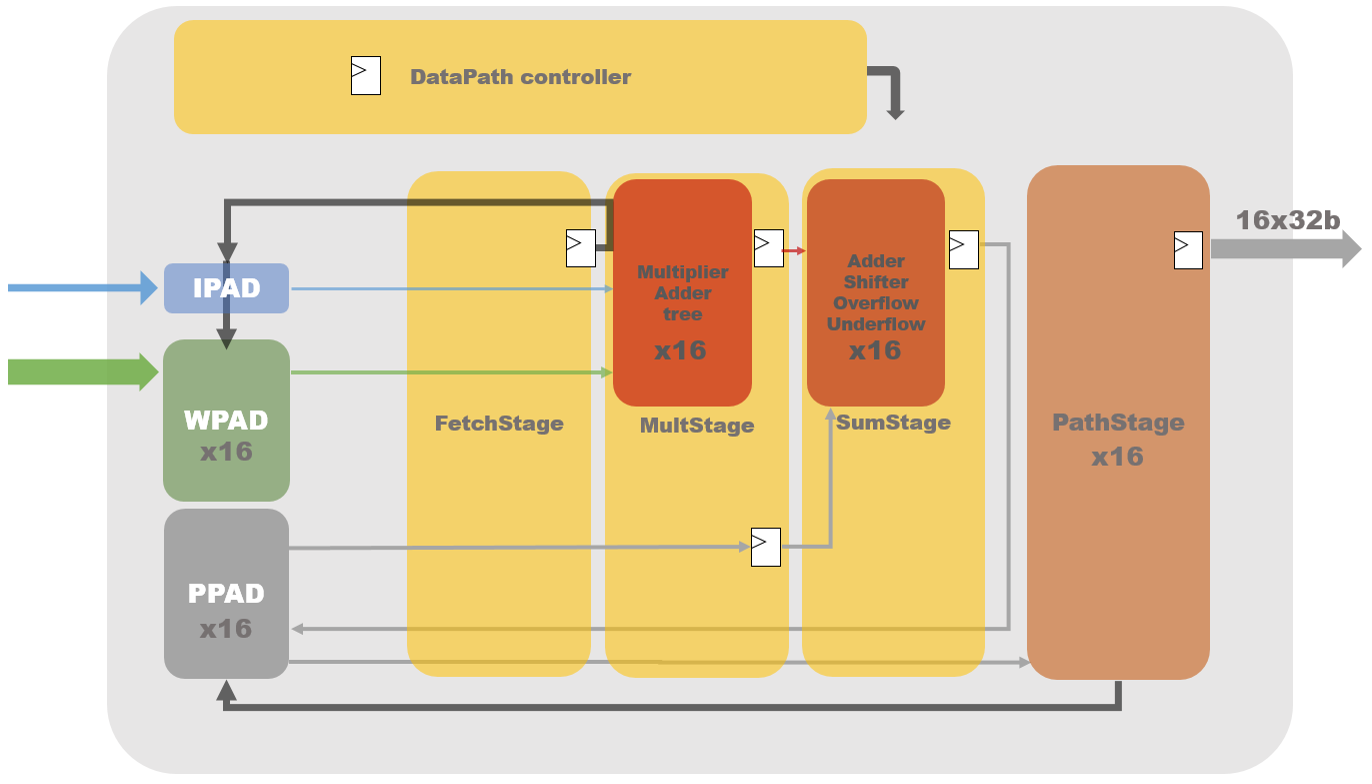 DataPath controller
16x32b
IPAD
Multiplier
Adder
tree
x16
Adder
Shifter
Overflow
Underflow
x16
WPAD
x16
FetchStage
MultStage
SumStage
PathStage
x16
PPAD
x16